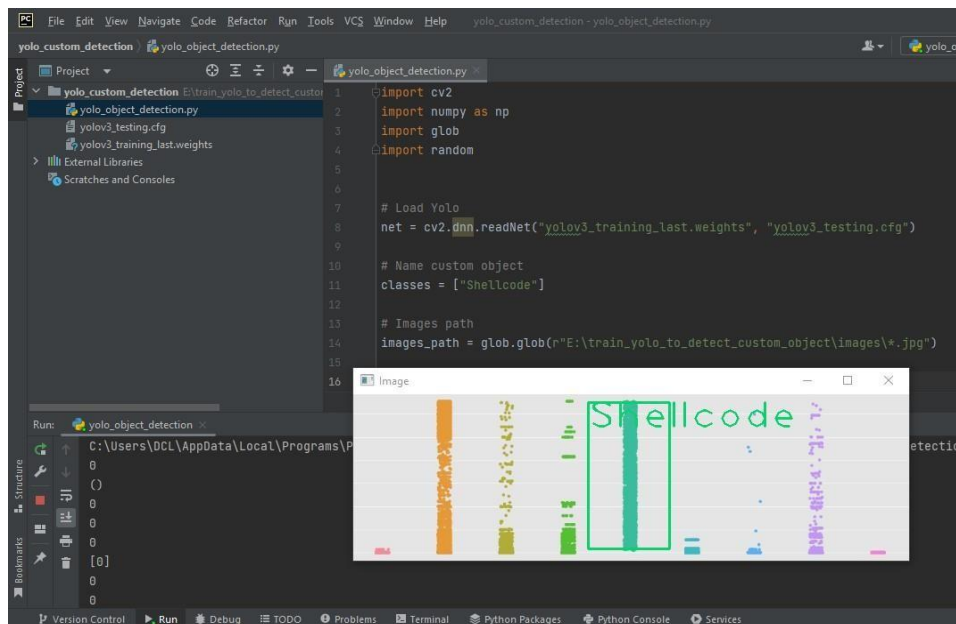 PC File Edit View Navigate Code Refactor Run Tools VCS Window Help yolo_custom_detection - yolo_object_detection.py
yolo_custom_detection yolo_object_detection.py
Project
yolo_object_detection.py
Project
yolo_custom_detection E:\train_yolo_to_detect_custor
yolo_object_detection.py
yolov3_testing.cfg
yolov3_training_last.weights
External Libraries
Scratches and Consoles
1 import cv2
2 import numpy as np
3 import glob
4 import random
5
6
7 # Load Yolo
8 net = cv2.dnn.readNet("yolov3_training_last.weights", "yolov3_testing.cfg")
9
10 # Name custom object
11 classes = ["Shellcode"]
12
13 # Images path
14 images_path = glob.glob(r"E:\train_yolo_to_detect_custom_object\images\*.jpg")
15
16
Image
Shellcode
Run: yolo_object_detection
C:\Users\DCL\AppData\Local\Programs\P
0
()
0
0
0
[0]
0
0
Structure
Bookmarks
Version Control Run Debug TODO Problems Terminal Python Packages Python Console Services